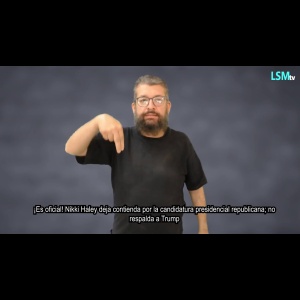 LSMtv
¡Es oficial! Nikki Haley deja contienda por la candidatura presidencial republicana; no
respalda a Trump